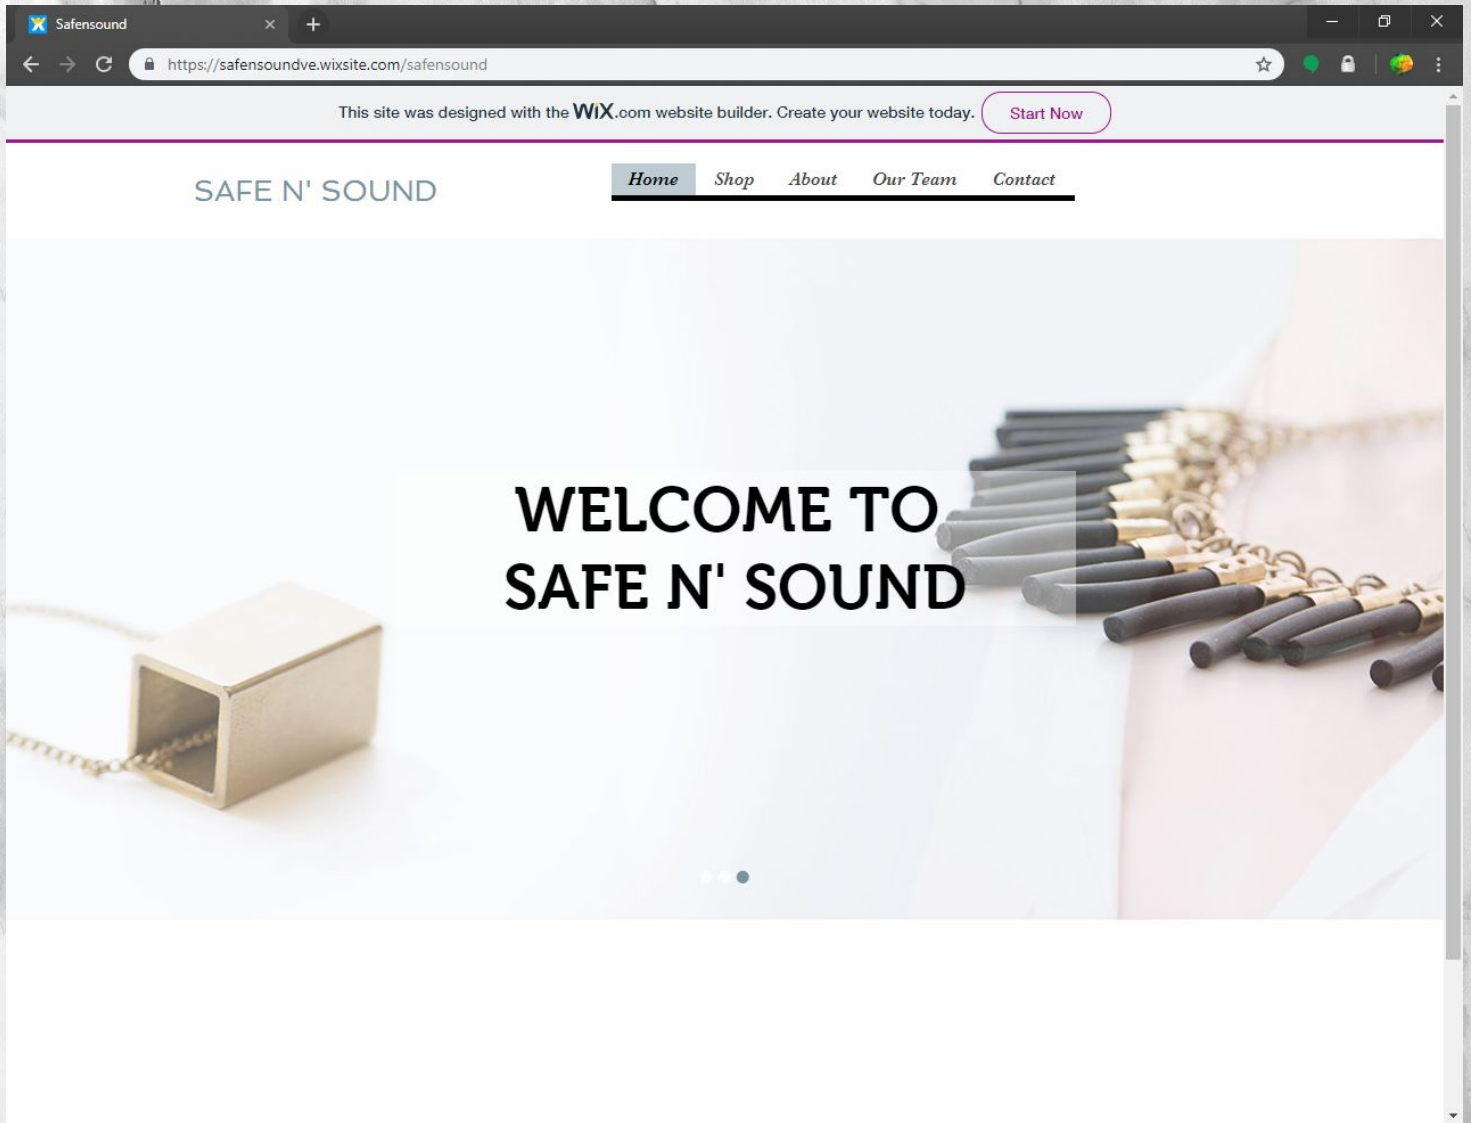 Safensound
https://safensoundve.wixsite.com/safensound
This site was designed with the WiX.com website builder. Create your website today. Start Now
SAFE N' SOUND
Home Shop About Our Team Contact
WELCOME TO
SAFE N' SOUND